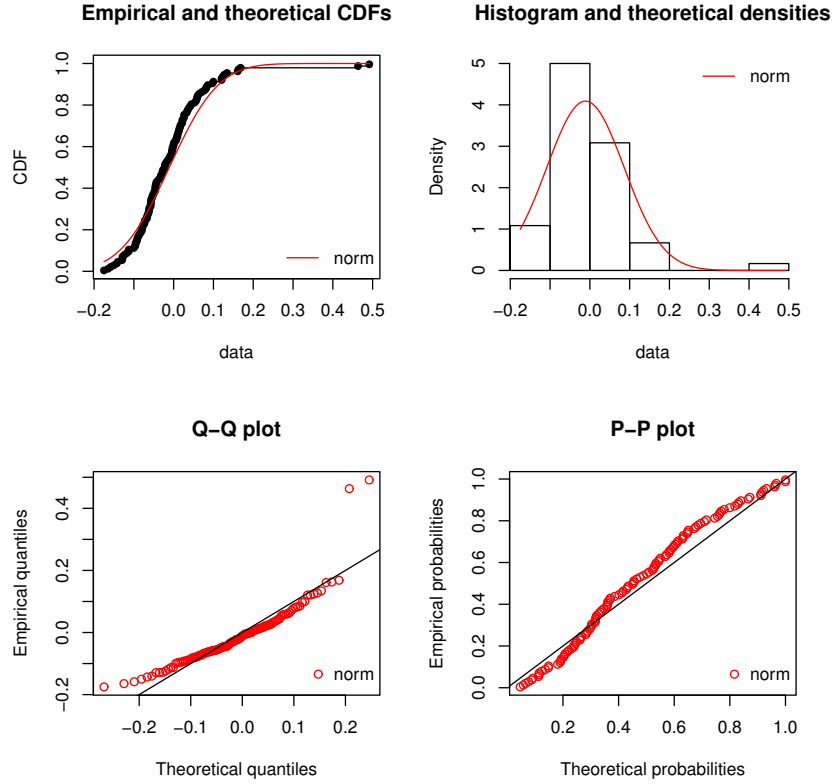 Empirical and theoretical CDFs
CDF
0.0 0.2 0.4 0.6 0.8 1.0
norm
−0.2 0.0 0.1 0.2 0.3 0.4 0.5
data
Histogram and theoretical densities
Density
0 1 2 3 4 5
norm
−0.2 0.0 0.1 0.2 0.3 0.4 0.5
data
Q−Q plot
Empirical quantiles
−0.2 0.0 0.2 0.4
norm
−0.2 −0.1 0.0 0.1 0.2
Theoretical quantiles
P−P plot
Empirical probabilities
0.0 0.2 0.4 0.6 0.8 1.0
norm
0.2 0.4 0.6 0.8 1.0
Theoretical probabilities